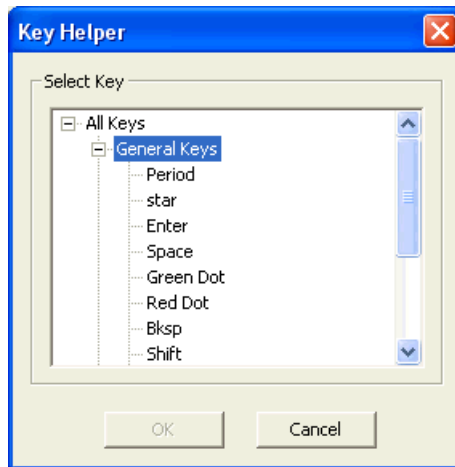 Key Helper
Select Key
All Keys
General Keys
Period
star
Enter
Space
Green Dot
Red Dot
Bksp
Shift
OK
Cancel